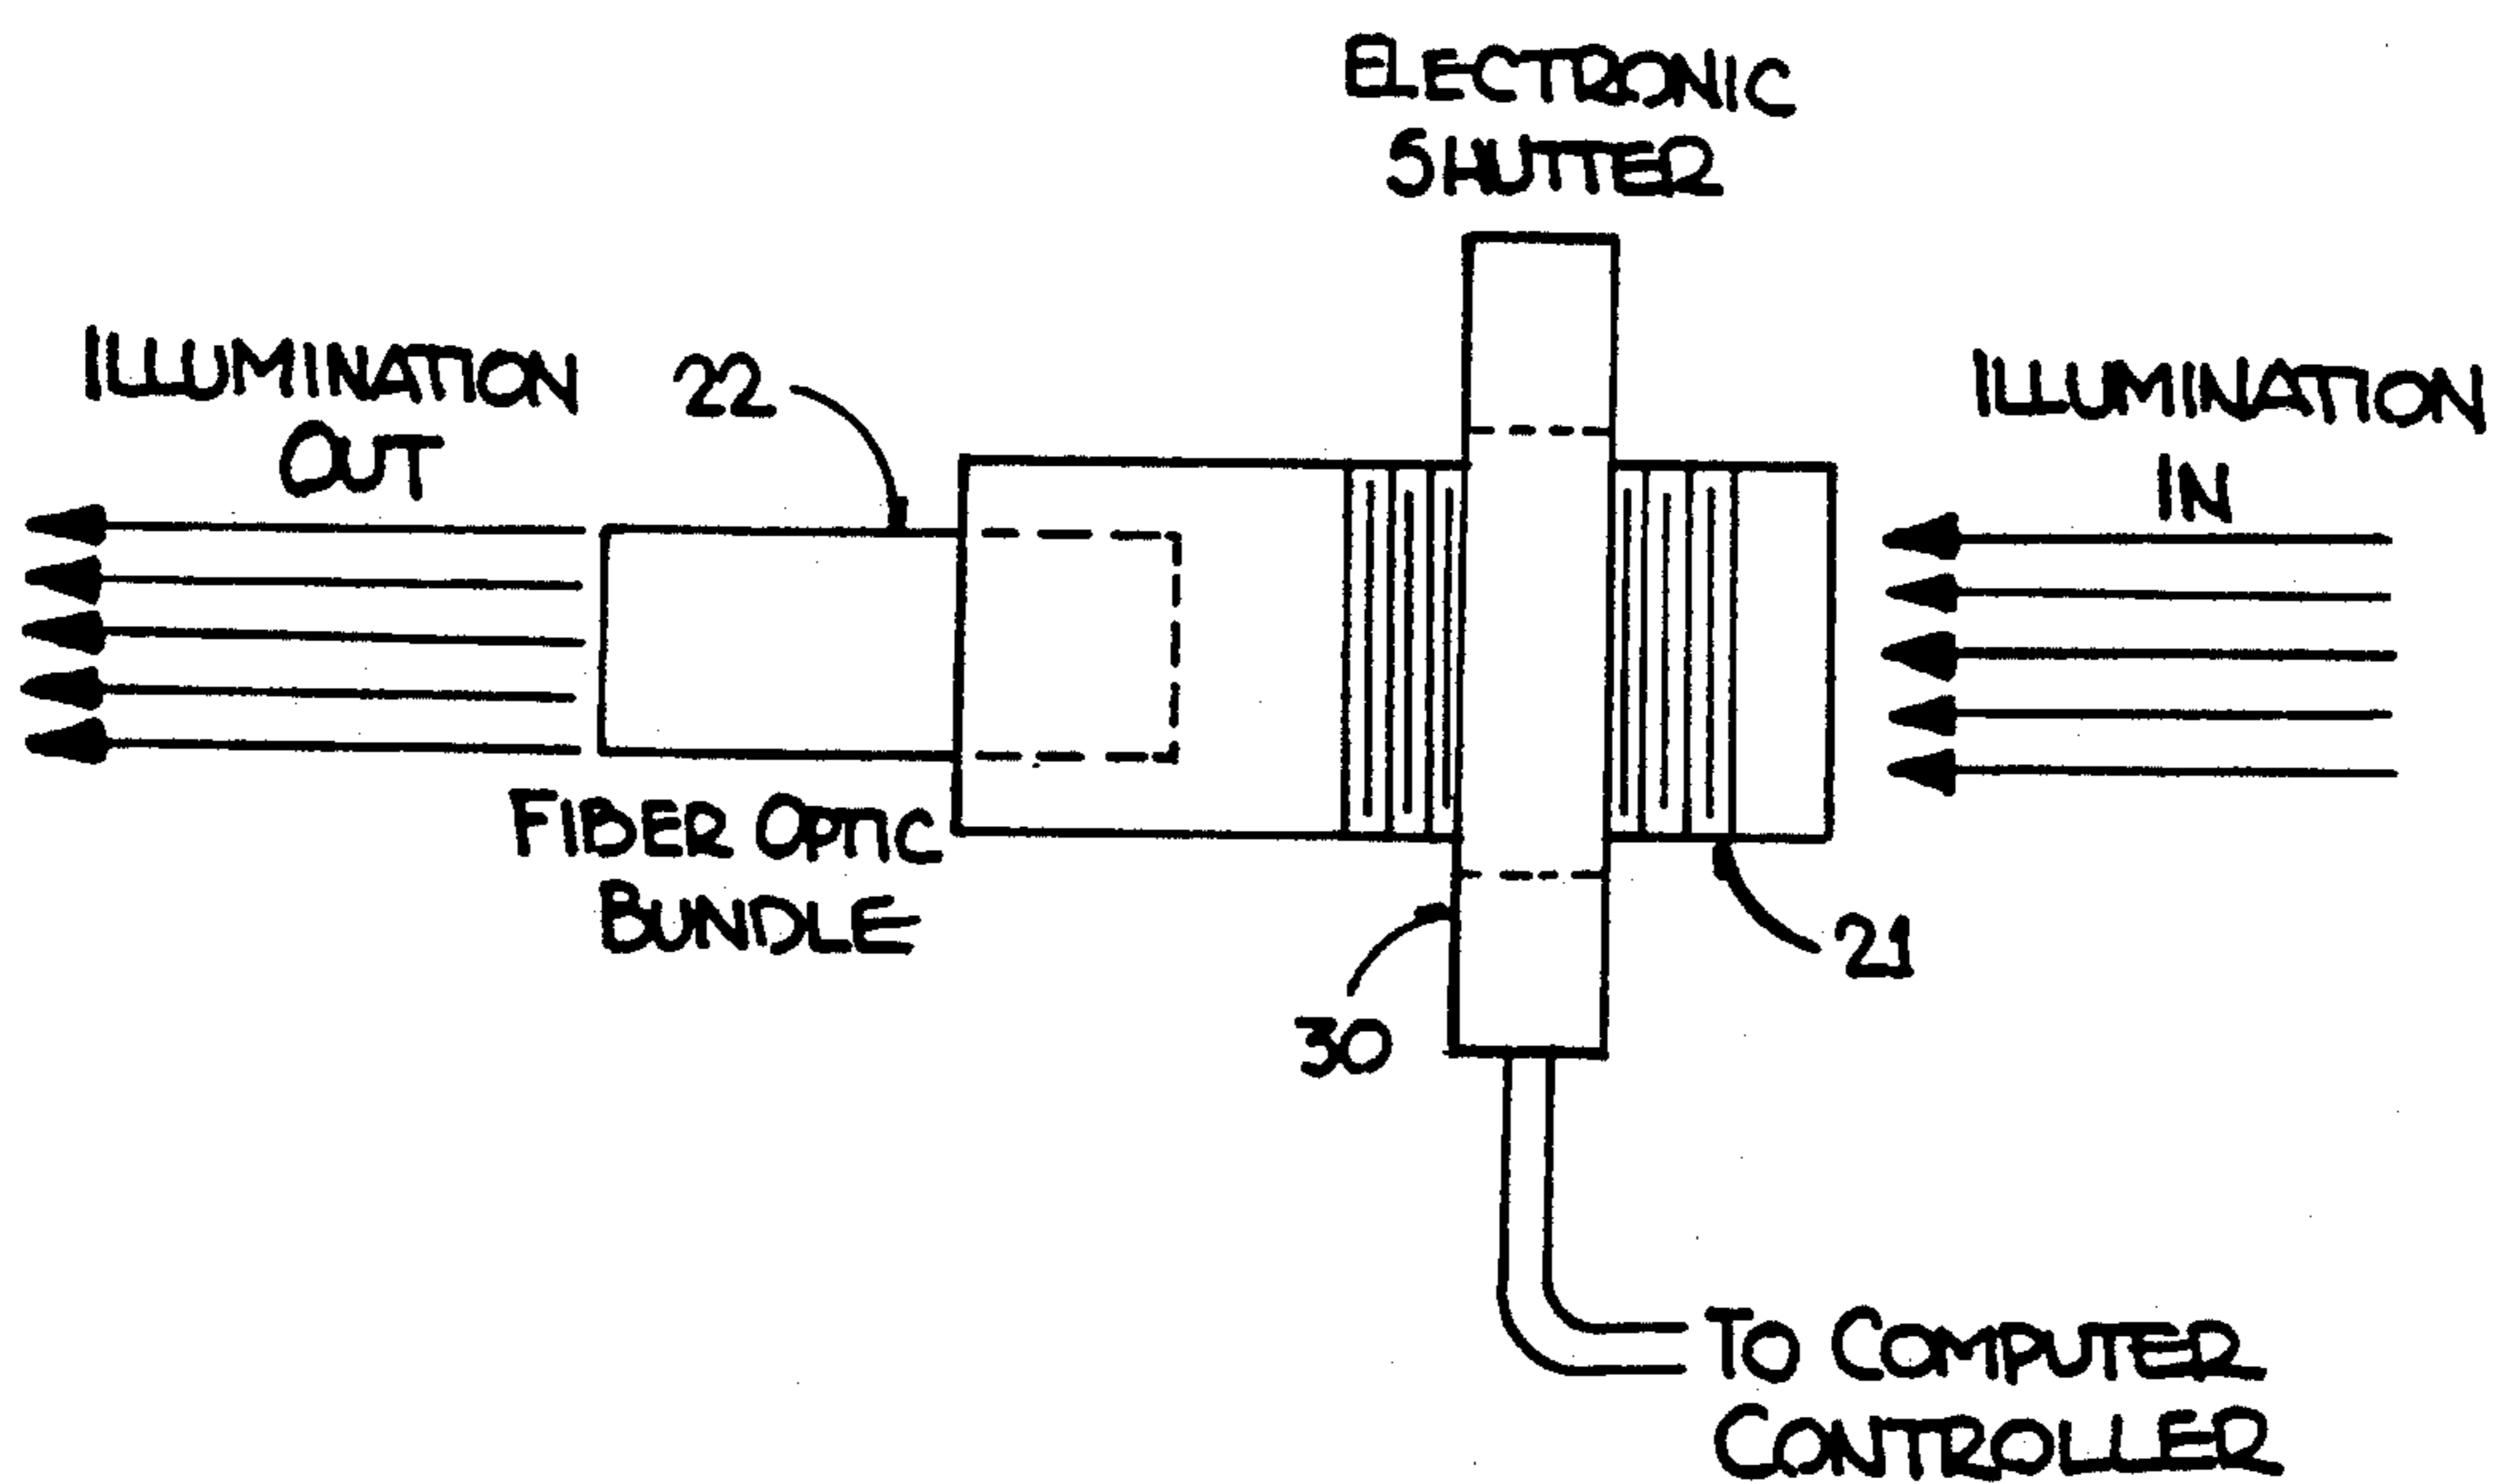 ELECTRONIC
SHUTTER
ILLUMINATION
OUT
22
ILLUMINATION
IN
FIBER OPTIC
BUNDLE
21
30
TO COMPUTER
CONTROLLER